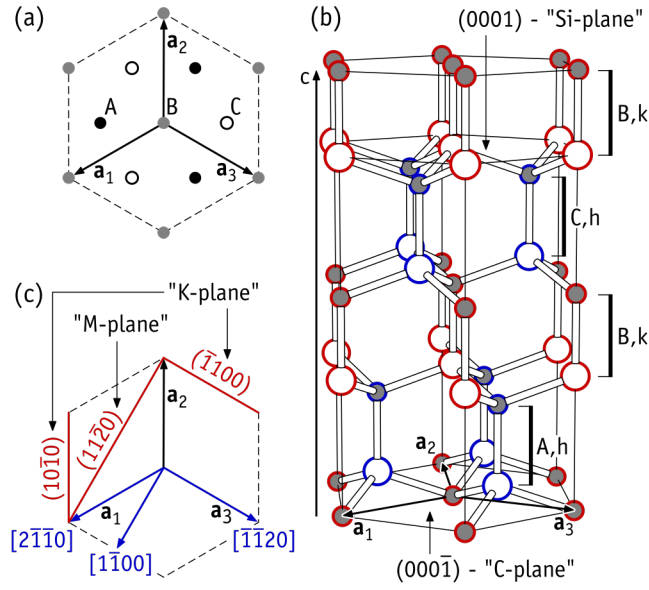 (a)
a₂
A
B
C
a₁
a₃
(b)
(0001) - "Si-plane"
c
B,k
C,h
B,k
A,h
a₂
a₁
a₃
(0001̄) - "C-plane"
(c)
"K-plane"
"M-plane"
(1̄100)
a₂
(112̄0)
(101̄0)
a₁
a₃
[21̄1̄0]
[11̄00]
[1̄1̄20]